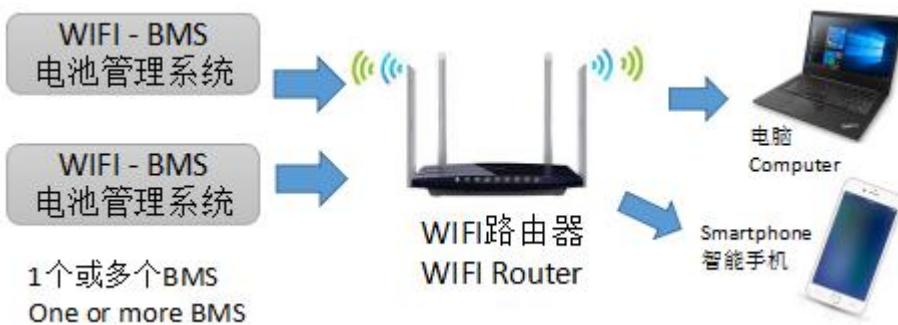 WIFI - BMS
电池管理系统
WIFI - BMS
电池管理系统
1个或多个BMS
One or more BMS
WIFI路由器
WIFI Router
电脑
Computer
Smartphone
智能手机